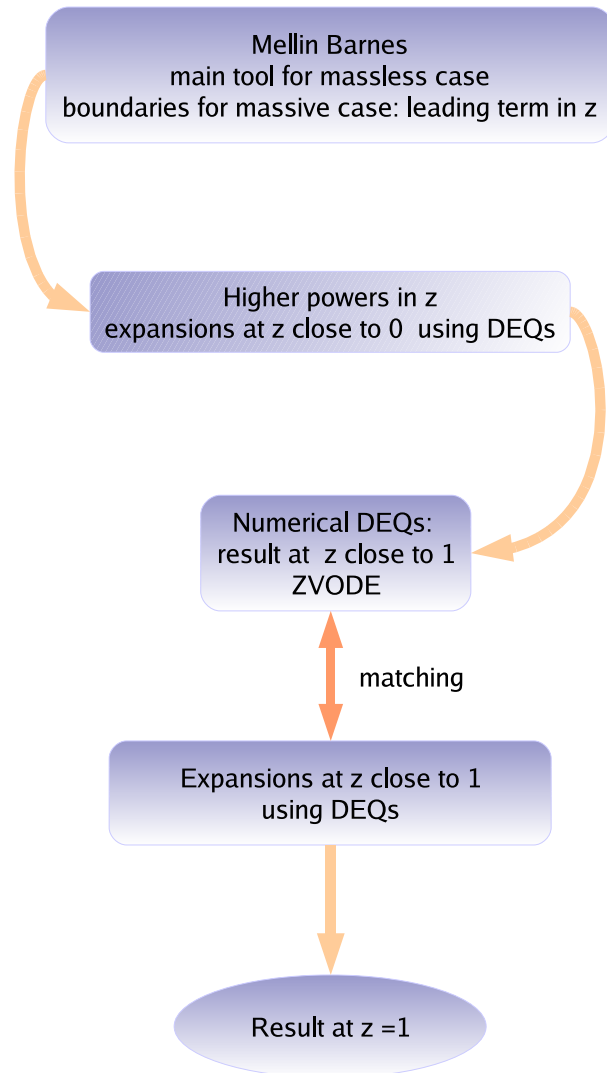 Mellin Barnes
main tool for massless case
boundaries for massive case: leading term in z
Higher powers in z
expansions at z close to 0 using DEQs
Numerical DEQs:
result at z close to 1
ZVODE
matching
Expansions at z close to 1
using DEQs
Result at z =1